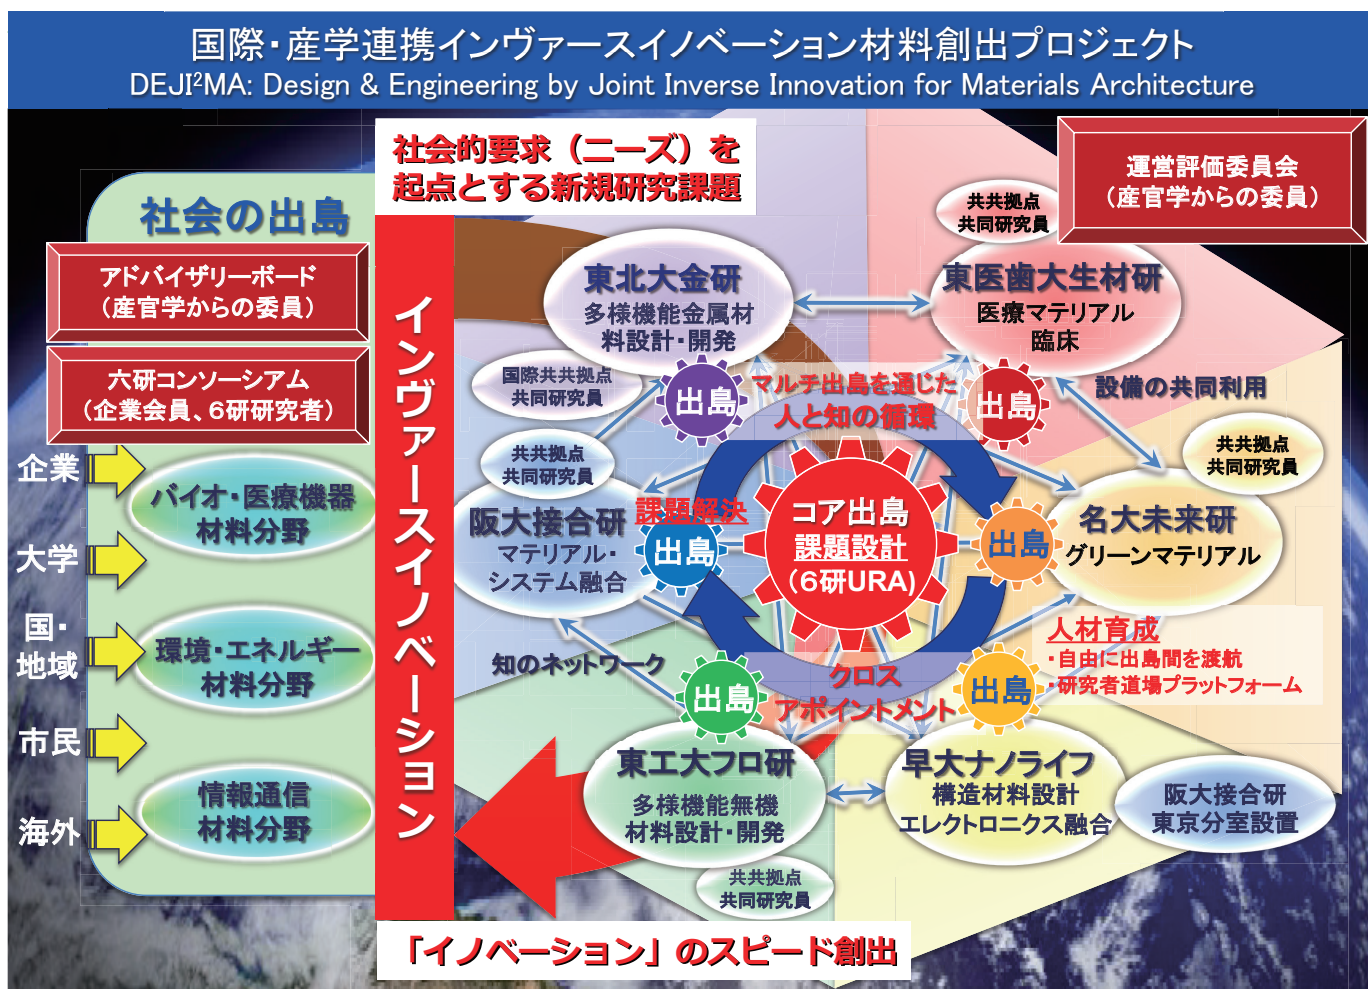 国際・産学連携インヴァースイノベーション材料創出プロジェクト
DEJI²MA: Design & Engineering by Joint Inverse Innovation for Materials Architecture
社会的要求（ニーズ）を
起点とする新規研究課題
運営評価委員会
（産官学からの委員）
社会の出島
アドバイザリーボード
（産官学からの委員）
六研コンソーシアム
（企業会員、6研研究者）
企業
大学
国・
地域
市民
海外
バイオ・医療機器
材料分野
環境・エネルギー
材料分野
情報通信
材料分野
インヴァースイノベーション
東北大金研
多様機能金属材
料設計・開発
国際共共拠点
共同研究員
出島
共共拠点
共同研究員
東医歯大生材研
医療マテリアル
臨床
出島
設備の共同利用
マルチ出島を通じた
人と知の循環
共共拠点
共同研究員
阪大接合研
マテリアル・
システム融合
課題解決
出島
コア出島
課題設計
（6研URA)
共共拠点
共同研究員
名大未来研
グリーンマテリアル
出島
人材育成
・自由に出島間を渡航
・研究者道場プラットフォーム
知のネットワーク
クロス
アポイントメント
出島
東工大フロ研
多様機能無機
材料設計・開発
共共拠点
共同研究員
出島
早大ナノライフ
構造材料設計
エレクトロニクス融合
阪大接合研
東京分室設置
「イノベーション」のスピード創出